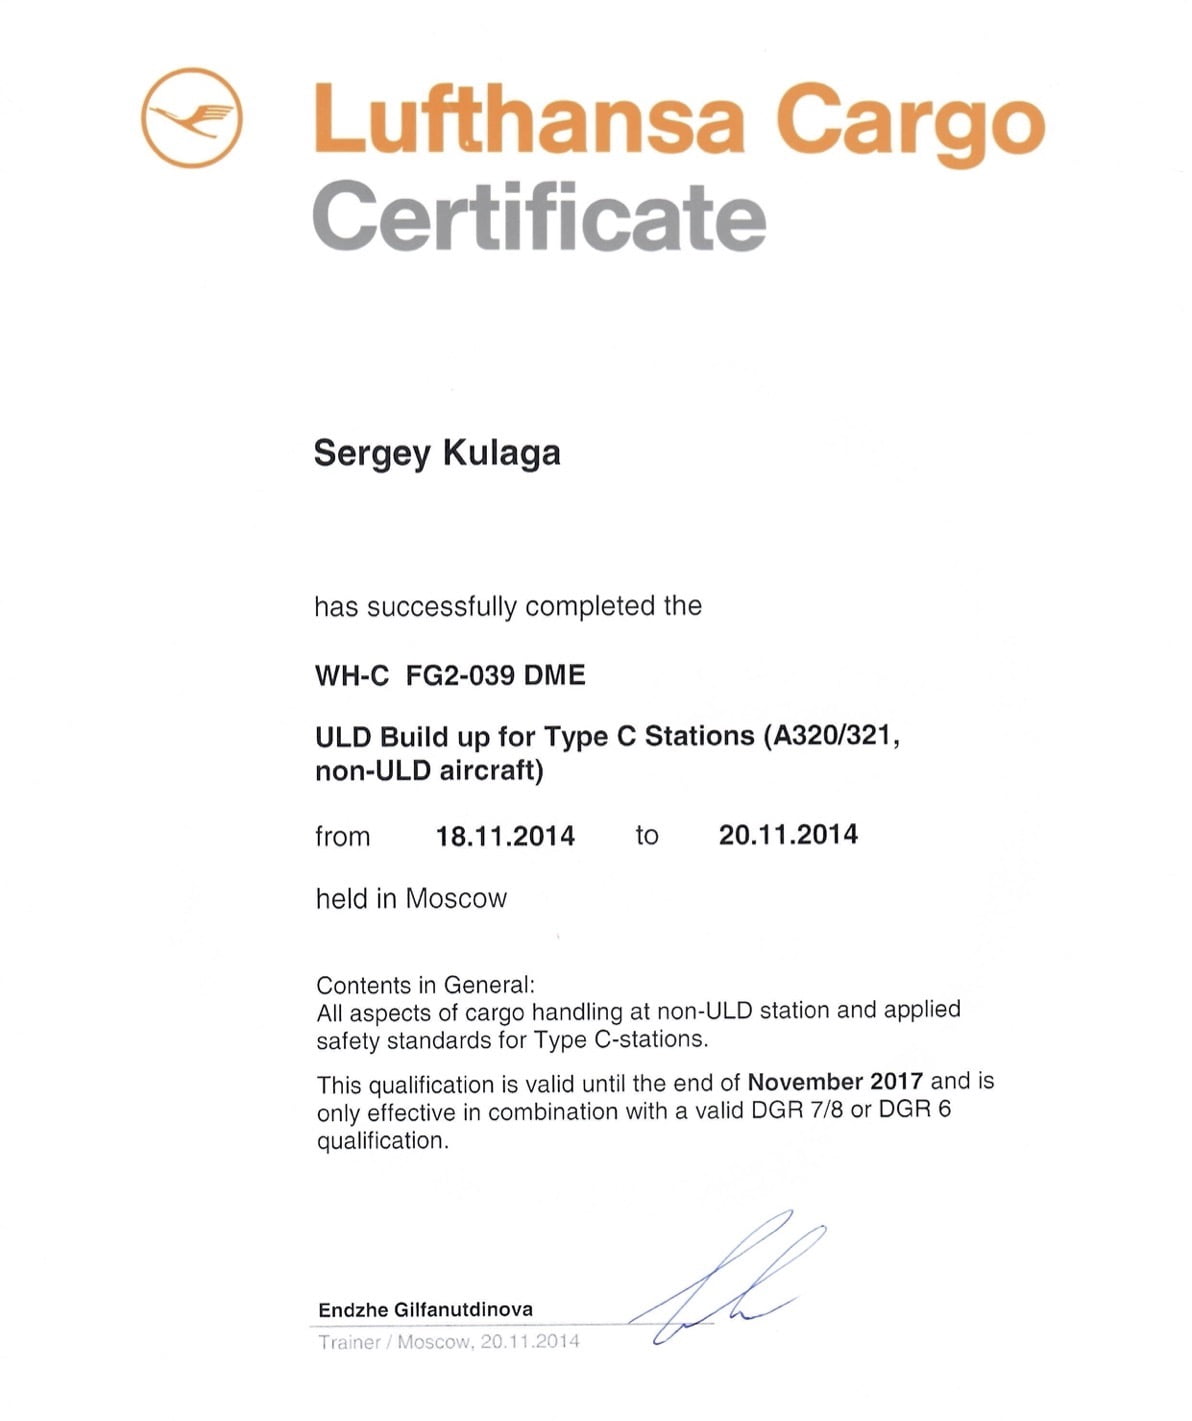 Lufthansa Cargo
Certificate
Sergey Kulaga
has successfully completed the
WH-C FG2-039 DME
ULD Build up for Type C Stations (A320/321,
non-ULD aircraft)
from 18.11.2014 to 20.11.2014
held in Moscow
Contents in General:
All aspects of cargo handling at non-ULD station and applied
safety standards for Type C-stations.
This qualification is valid until the end of November 2017 and is
only effective in combination with a valid DGR 7/8 or DGR 6
qualification.
Endzhe Gilfanutdinova
Trainer / Moscow, 20.11.2014